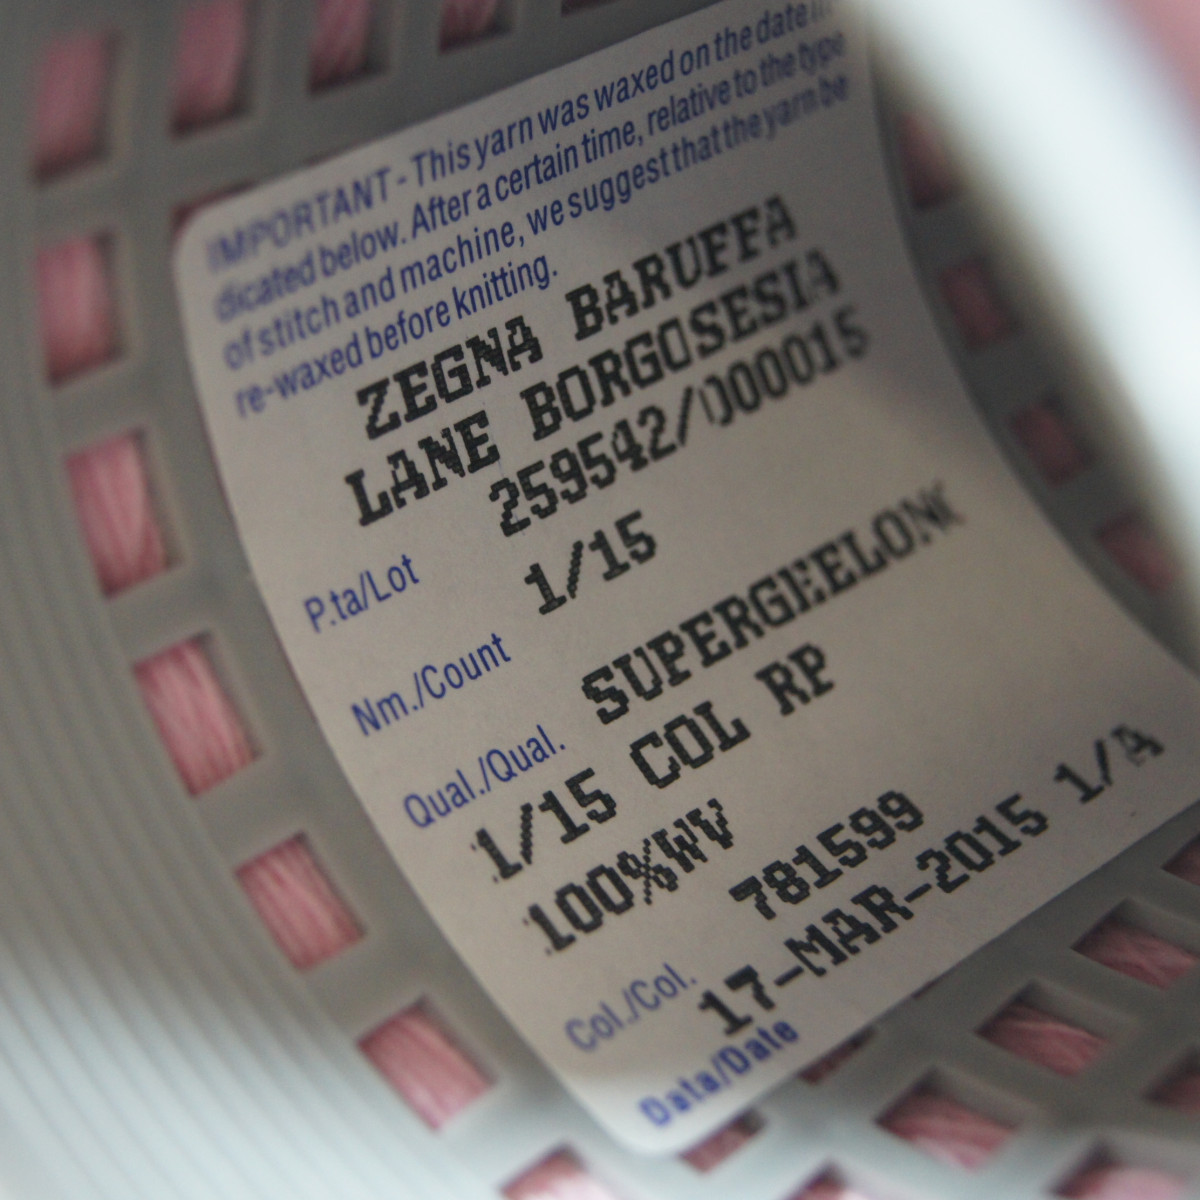 IMPORTANT - This yarn was waxed on the date in
dicated below. After a certain time, relative to the type
of stitch and machine, we suggest that the yarn be
re-waxed before knitting.
ZEGNA BARUFFA
LANE BORGOSESIA
P.ta/Lot 259542/000015
Nm./Count 1/15
Qual./Qual. SUPERGEELONG
1/15 COL RP
100%WV
Col./Col. 781599
Data/Date 17-MAR-2015 1/A